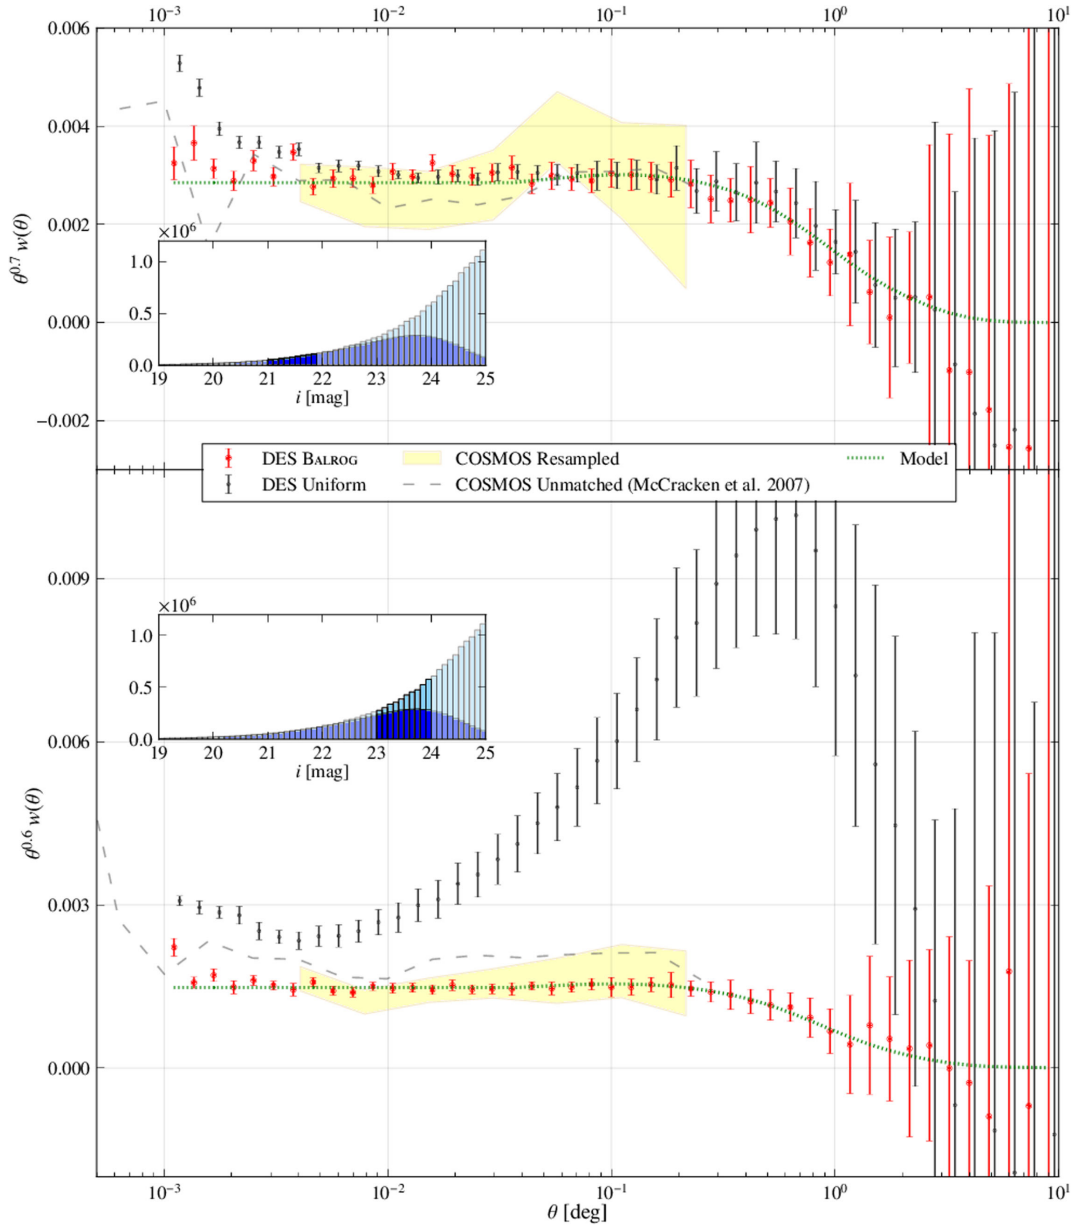 10⁻³ 10⁻² 10⁻¹ 10⁰ 10¹
0.006
0.004
0.002
0.000
−0.002
θ⁰·⁷ w(θ)
×10⁶
1.0
0.5
0.0
19 20 21 22 23 24 25
i [mag]
DES BALROG COSMOS Resampled Model
DES Uniform COSMOS Unmatched (McCracken et al. 2007)
0.009
0.006
0.003
0.000
θ⁰·⁶ w(θ)
×10⁶
1.0
0.5
0.0
19 20 21 22 23 24 25
i [mag]
10⁻³ 10⁻² 10⁻¹ 10⁰ 10¹
θ [deg]